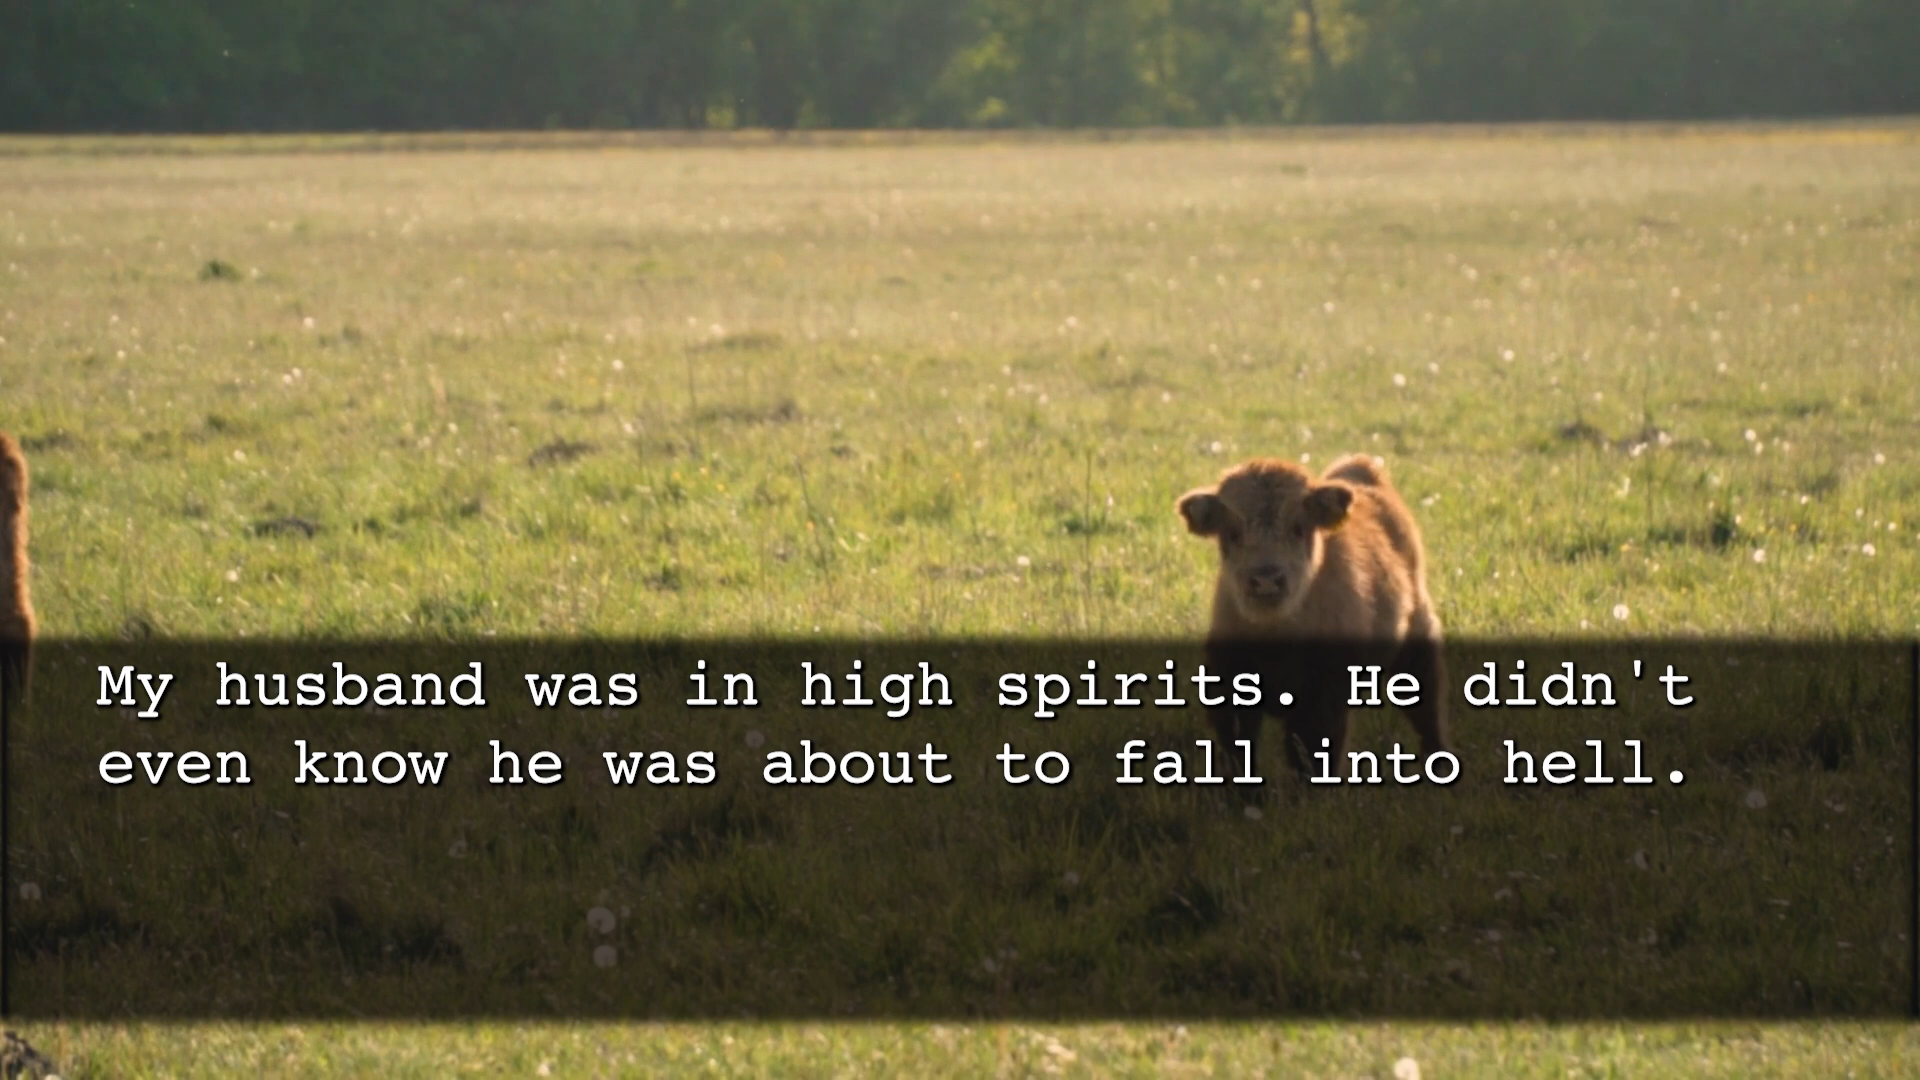 My husband was in high spirits. He didn't
even know he was about to fall into hell.